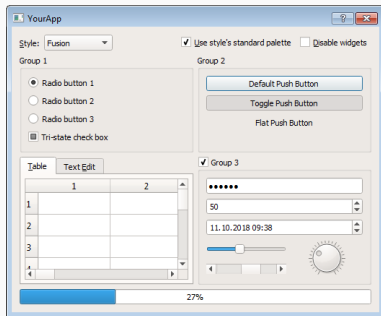 YourApp
Style: Fusion Use style's standard palette Disable widgets
Group 1
Radio button 1
Radio button 2
Radio button 3
Tri-state check box
Group 2
Default Push Button
Toggle Push Button
Flat Push Button
Table Text Edit
1 2
1
2
3
Group 3
••••••
50
11.10.2018 09:38
27%